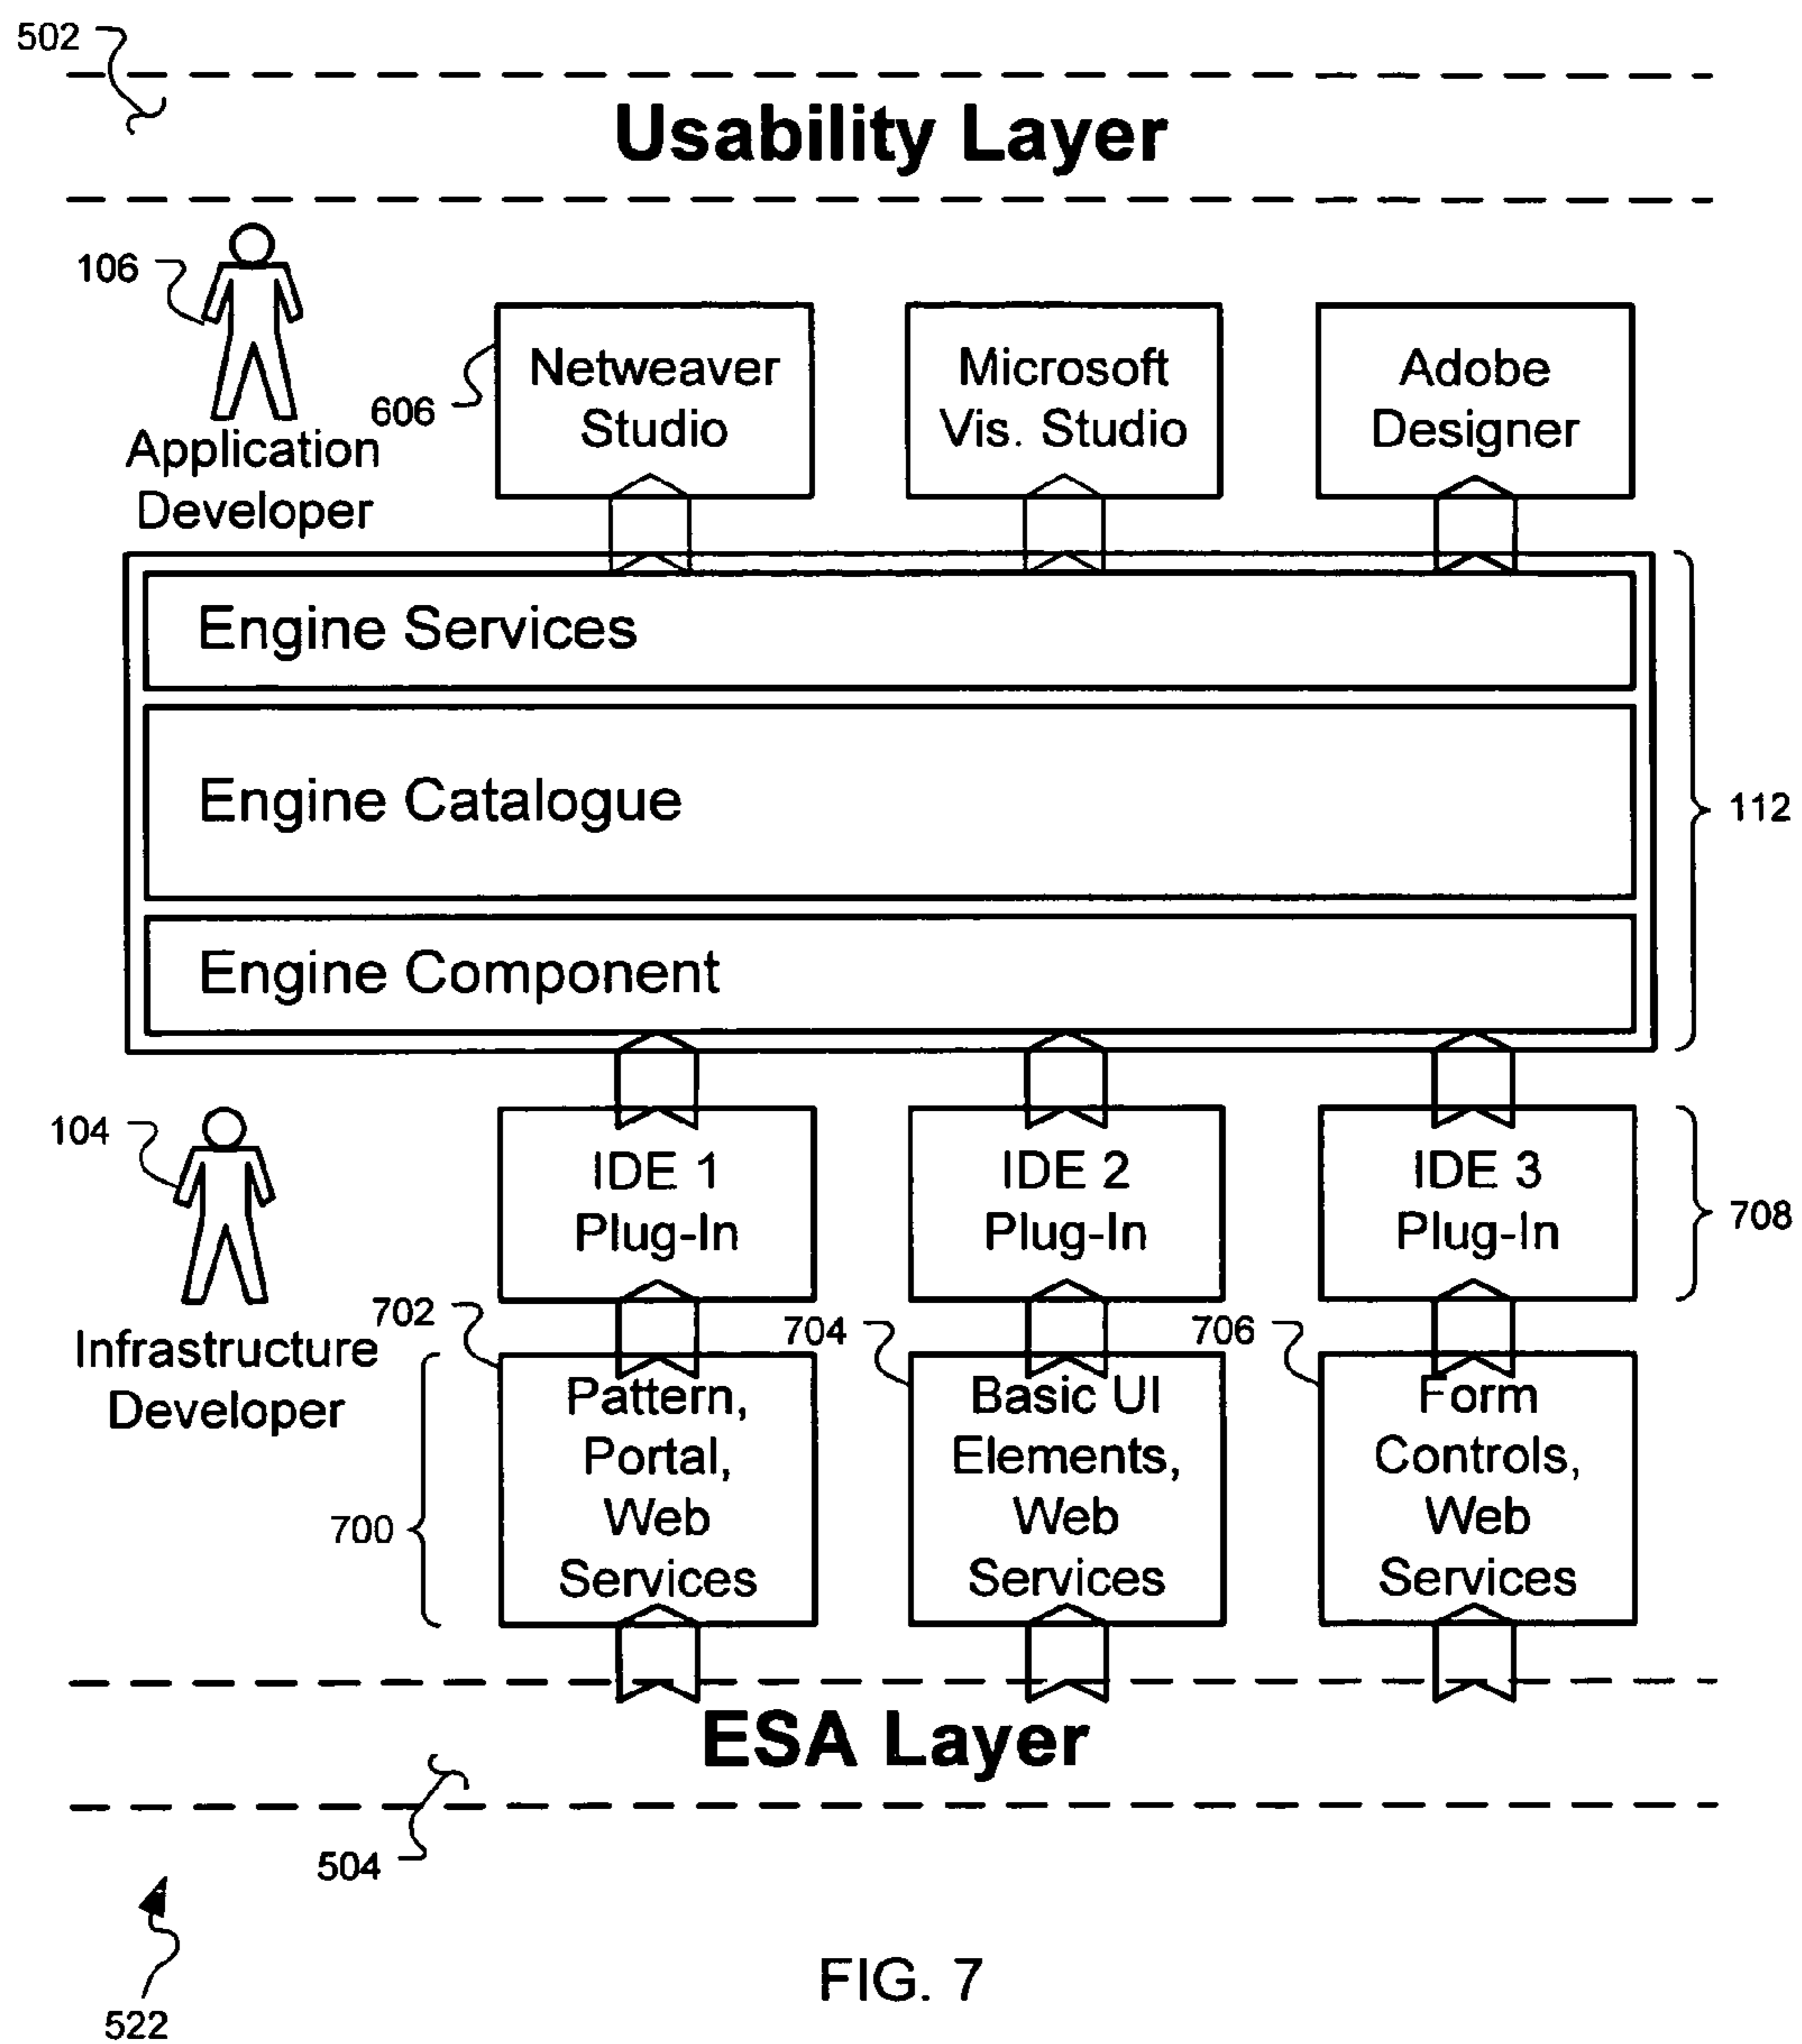 502
Usability Layer
106
Application
Developer
606
Netweaver
Studio
Microsoft
Vis. Studio
Adobe
Designer
Engine Services
Engine Catalogue
Engine Component
112
104
Infrastructure
Developer
IDE 1
Plug-In
IDE 2
Plug-In
IDE 3
Plug-In
708
702
704
706
700
Pattern,
Portal,
Web
Services
Basic UI
Elements,
Web
Services
Form
Controls,
Web
Services
ESA Layer
504
522
FIG. 7